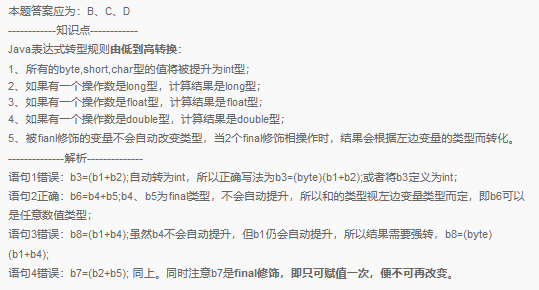 本题答案应为：B、C、D
------------知识点------------
Java表达式转型规则由低到高转换：
1、所有的byte,short,char型的值将被提升为int型；
2、如果有一个操作数是long型，计算结果是long型；
3、如果有一个操作数是float型，计算结果是float型；
4、如果有一个操作数是double型，计算结果是double型；
5、被fianl修饰的变量不会自动改变类型，当2个final修饰相操作时，结果会根据左边变量的类型而转化。
--------------解析--------------
语句1错误：b3=(b1+b2);自动转为int，所以正确写法为b3=(byte)(b1+b2);或者将b3定义为int；
语句2正确：b6=b4+b5;b4、b5为final类型，不会自动提升，所以和的类型视左边变量类型而定，即b6可以
是任意数值类型；
语句3错误：b8=(b1+b4);虽然b4不会自动提升，但b1仍会自动提升，所以结果需要强转，b8=(byte)
(b1+b4);
语句4错误：b7=(b2+b5); 同上。同时注意b7是final修饰，即只可赋值一次，便不可再改变。